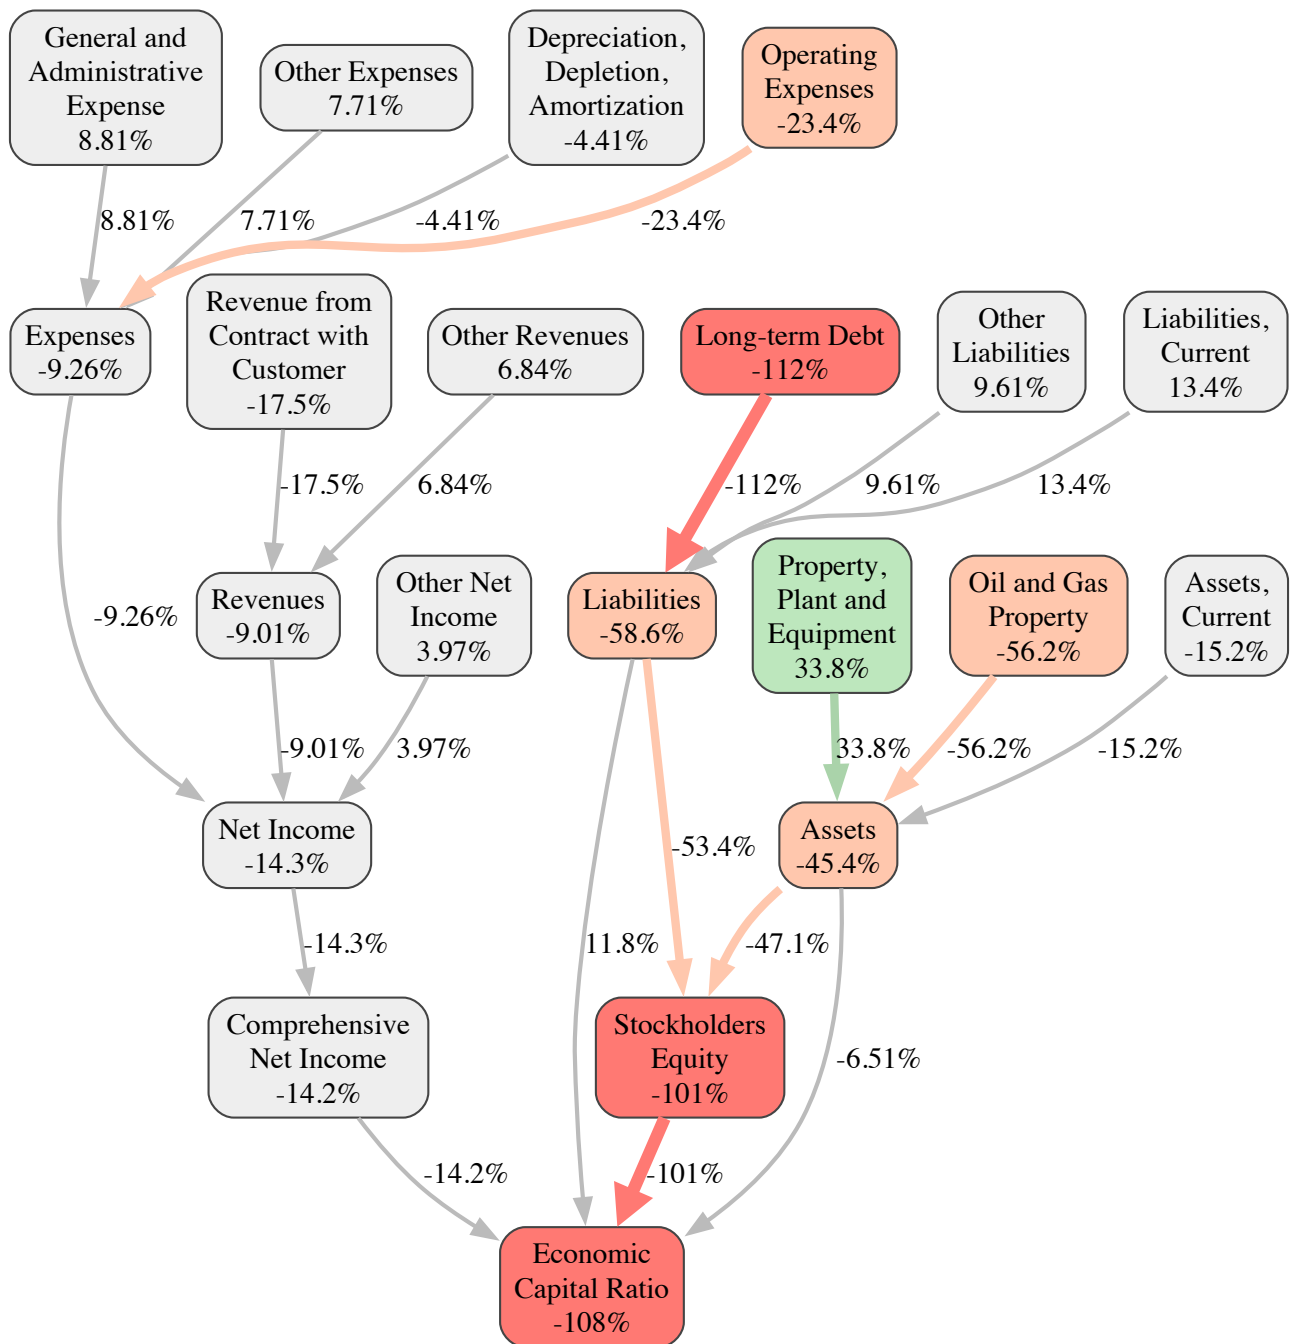 General and
Administrative
Expense
8.81%
Other Expenses
7.71%
Depreciation,
Depletion,
Amortization
-4.41%
Operating
Expenses
-23.4%
8.81%
7.71%
-4.41%
-23.4%
Expenses
-9.26%
Revenue from
Contract with
Customer
-17.5%
Other Revenues
6.84%
Long-term Debt
-112%
Other
Liabilities
9.61%
Liabilities,
Current
13.4%
-17.5%
6.84%
-112%
9.61%
13.4%
-9.26%
Revenues
-9.01%
Other Net
Income
3.97%
Liabilities
-58.6%
Property,
Plant and
Equipment
33.8%
Oil and Gas
Property
-56.2%
Assets,
Current
-15.2%
-9.01%
3.97%
33.8%
-56.2%
-15.2%
Net Income
-14.3%
-53.4%
Assets
-45.4%
-14.3%
11.8%
-47.1%
Comprehensive
Net Income
-14.2%
Stockholders
Equity
-101%
-6.51%
-14.2%
-101%
Economic
Capital Ratio
-108%